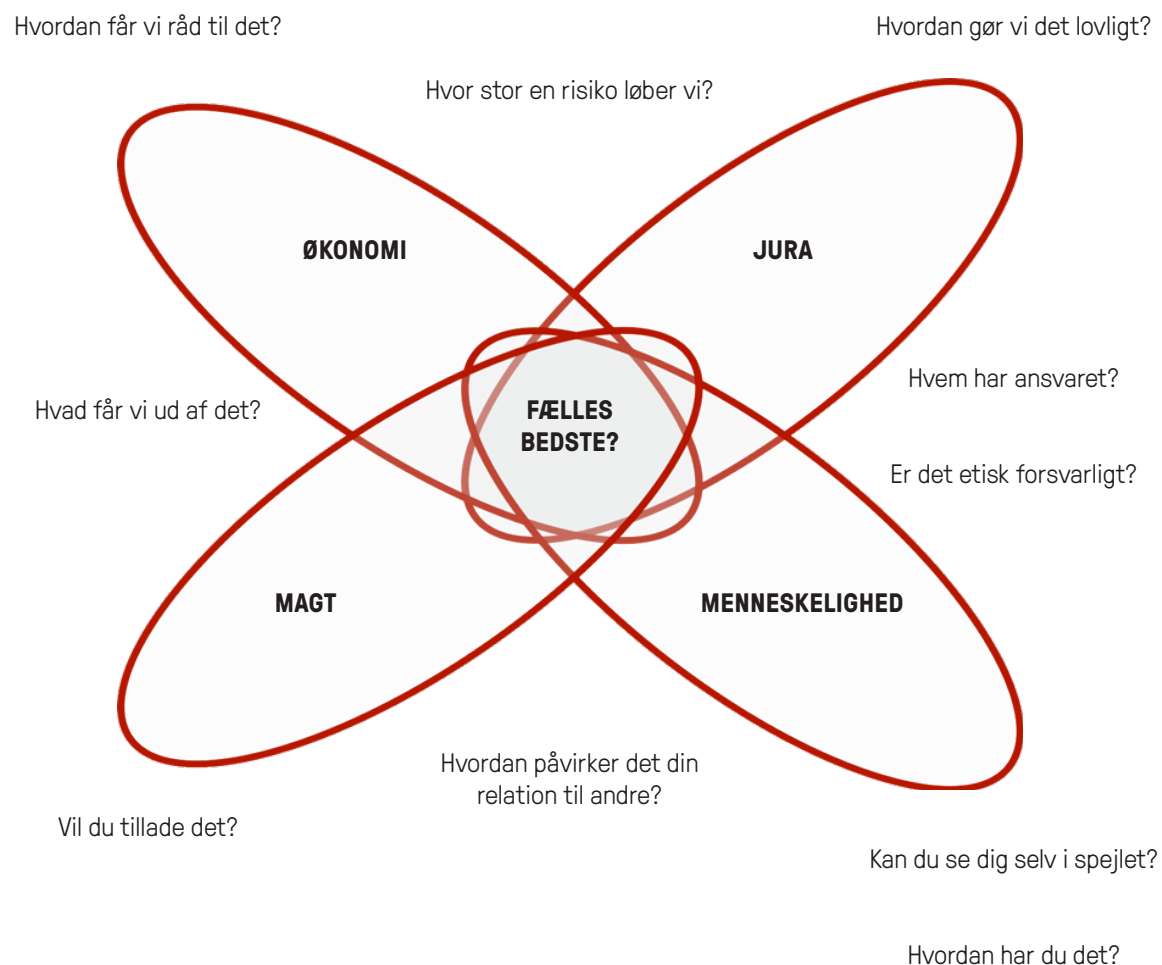 Hvordan får vi råd til det?
Hvordan gør vi det lovligt?
Hvor stor en risiko løber vi?
ØKONOMI
JURA
Hvem har ansvaret?
Hvad får vi ud af det?
FÆLLES
BEDSTE?
Er det etisk forsvarligt?
MAGT
MENNESKELIGHED
Hvordan påvirker det din
relation til andre?
Vil du tillade det?
Kan du se dig selv i spejlet?
Hvordan har du det?